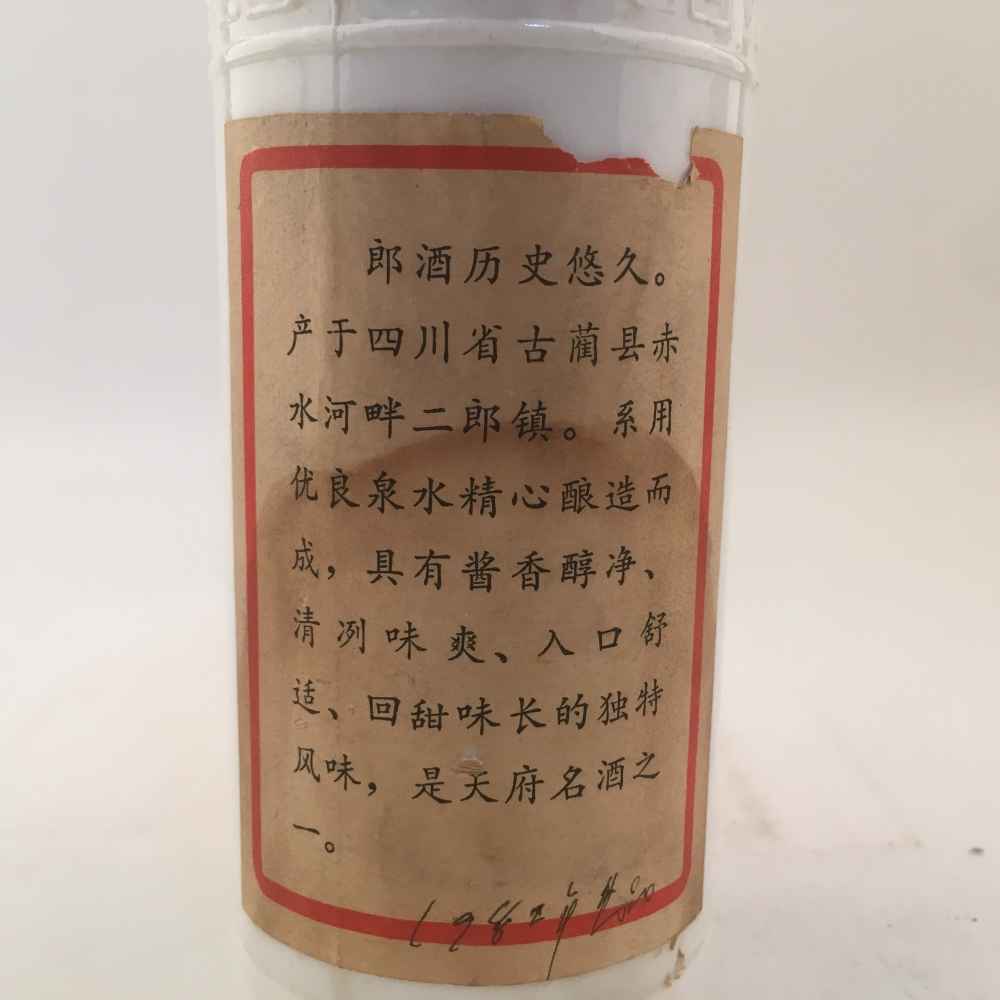 郎酒历史悠久。
产于四川省古蔺县赤
水河畔二郎镇。系用
优良泉水精心酿造而
成，具有酱香醇净、
清冽味爽、入口舒
适、回甜味长的独特
风味，是天府名酒之
一。